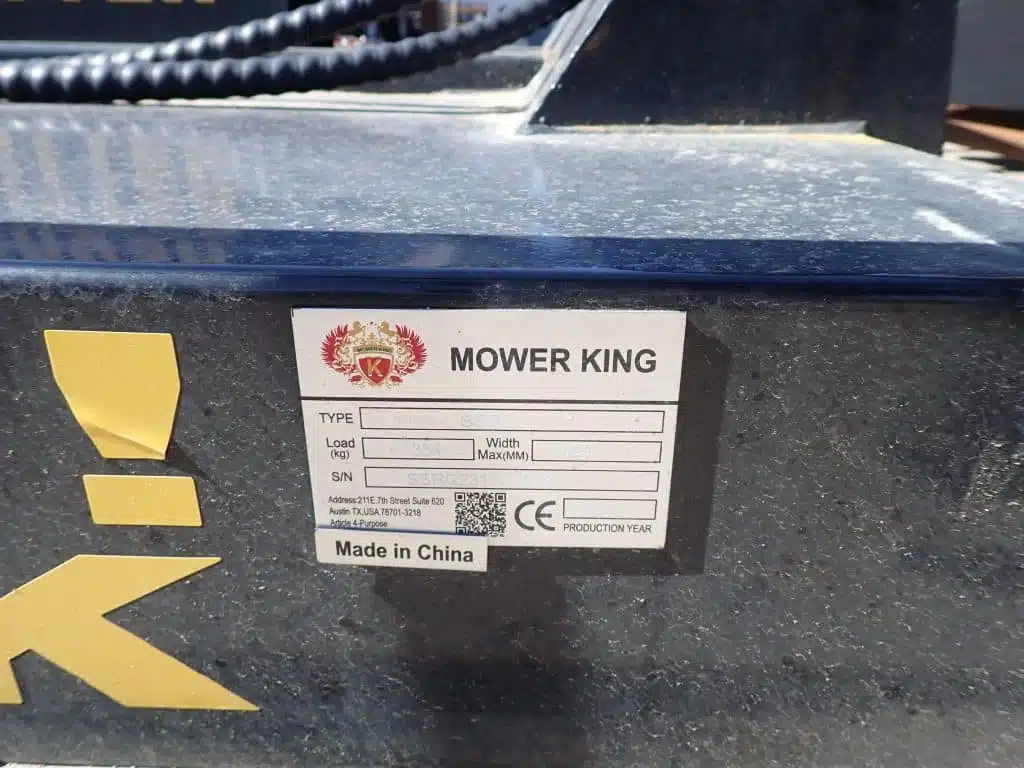 MOWER KING
K
TYPE
Load (kg) 354 Width Max(MM)
S/N
Address:211E.7th Street Suite 620
Austin TX,USA 78701-3218
Article 4-Purpose
CE
PRODUCTION YEAR
Made in China
K